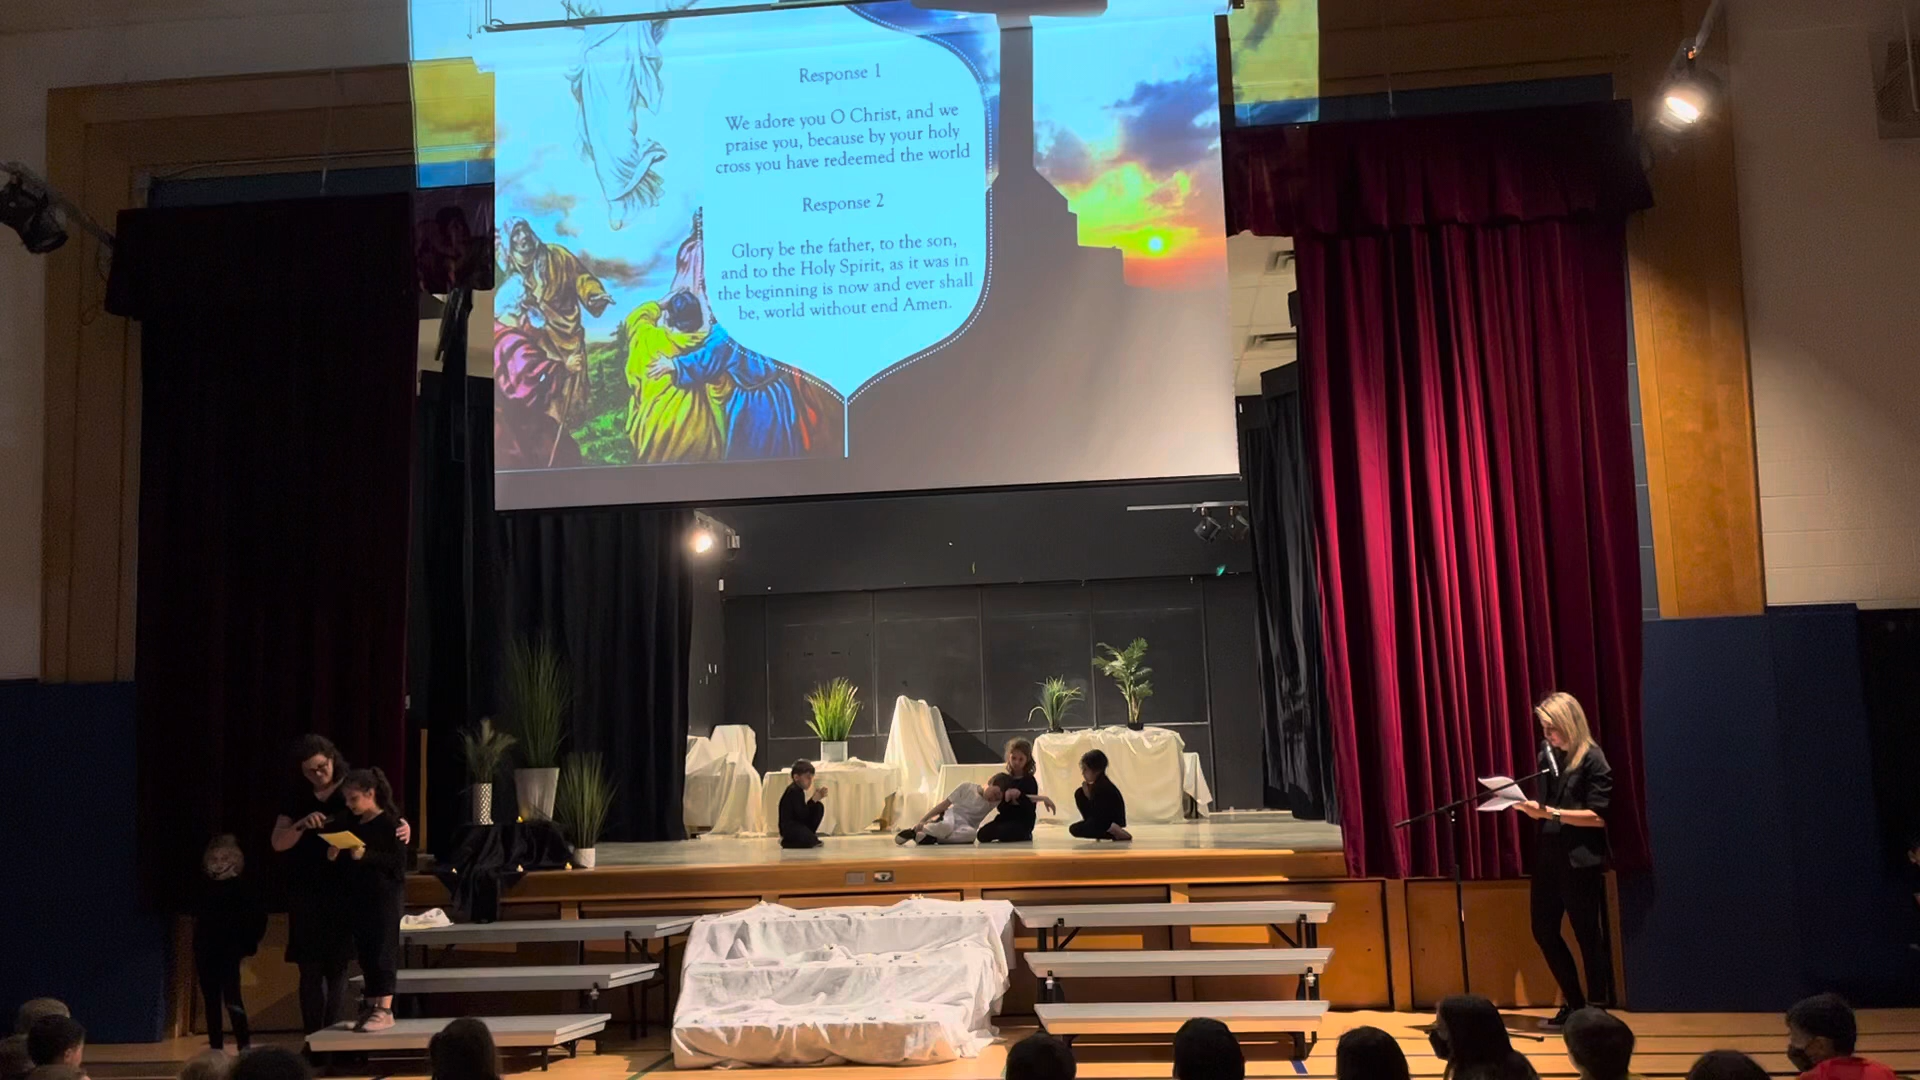 Response 1
We adore you O Christ, and we
praise you, because by your holy
cross you have redeemed the world
Response 2
Glory be the father, to the son,
and to the Holy Spirit, as it was in
the beginning is now and ever shall
be, world without end Amen.